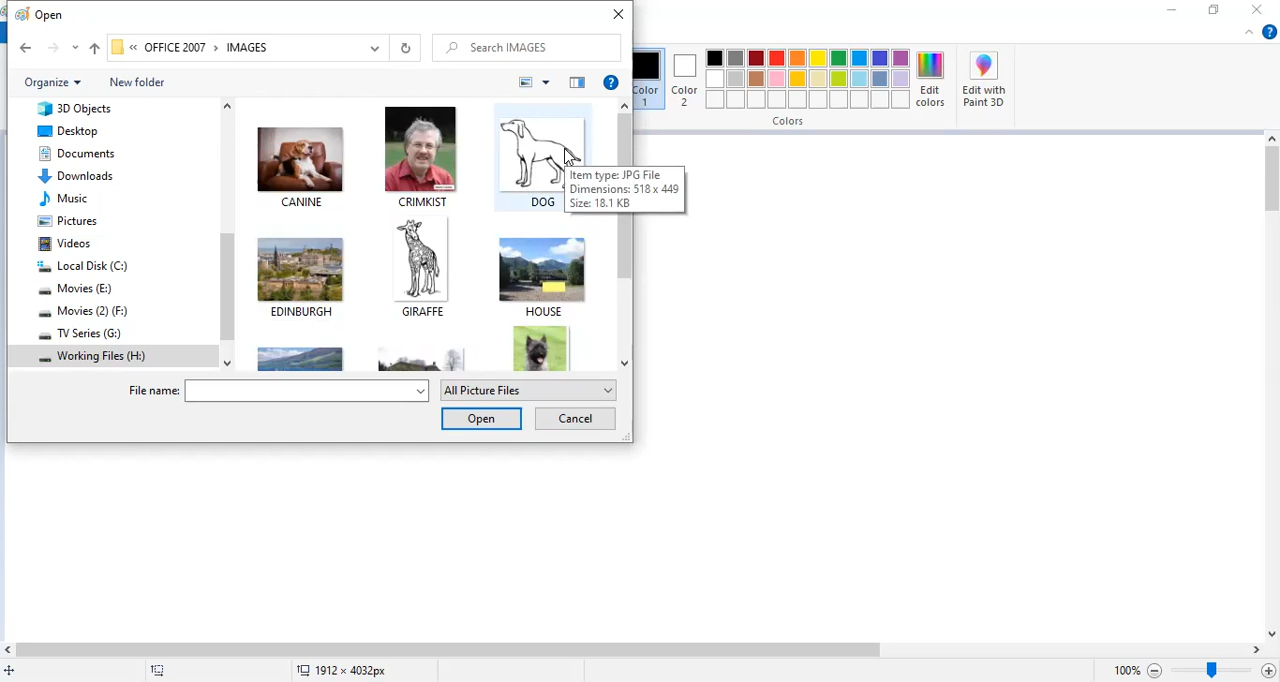 Open
« OFFICE 2007 › IMAGES
Search IMAGES
Organize
New folder
3D Objects
Desktop
Documents
Downloads
Music
Pictures
Videos
Local Disk (C:)
Movies (E:)
Movies (2) (F:)
TV Series (G:)
Working Files (H:)
CANINE
CRIMKIST
DOG
Item type: JPG File
Dimensions: 518 x 449
Size: 18.1 KB
EDINBURGH
GIRAFFE
HOUSE
File name:
All Picture Files
Open
Cancel
Color 1
Color 2
Edit colors
Edit with Paint 3D
Colors
1912 × 4032px
100%